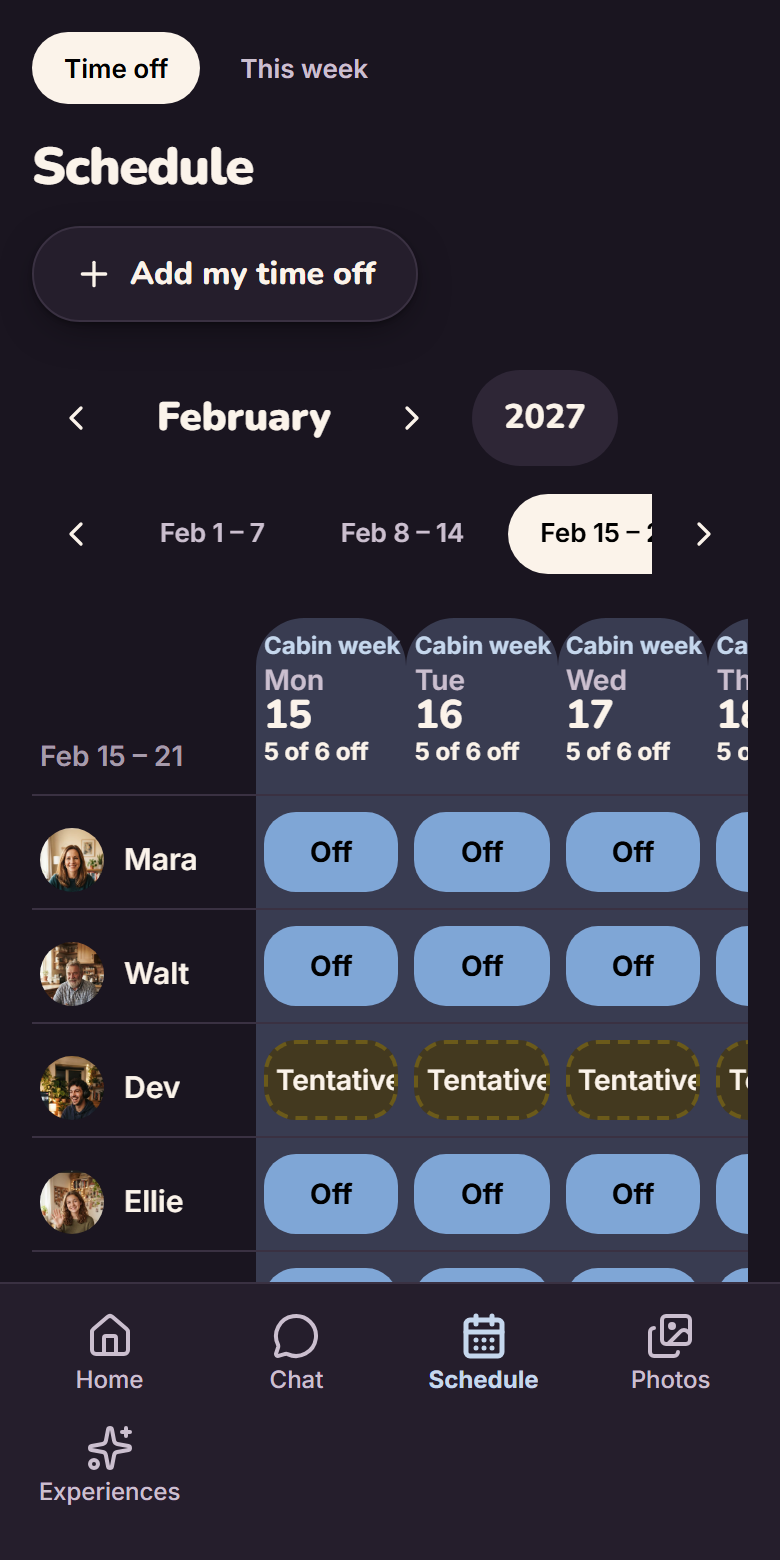 Time off
This week
Schedule
Add my time off
February
2027
Feb 1 – 7
Feb 8 – 14
Feb 15 –
Cabin week
Cabin week
Cabin week
Mon
Tue
Wed
15
16
17
Feb 15 – 21
5 of 6 off
5 of 6 off
5 of 6 off
Mara
Off
Off
Off
Walt
Off
Off
Off
Dev
Tentative
Tentative
Tentative
Ellie
Off
Off
Off
Home
Chat
Schedule
Photos
Experiences